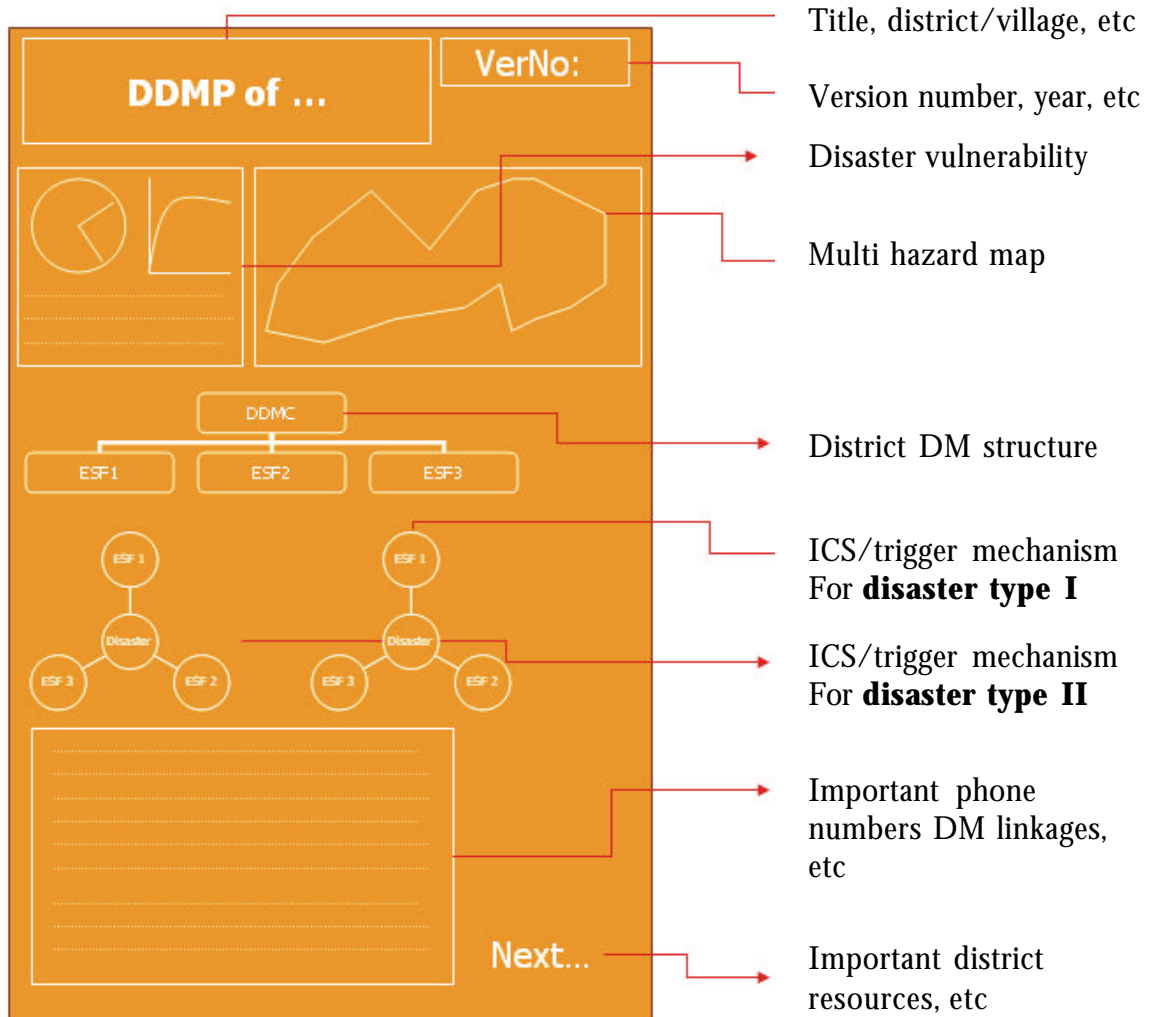 Title, district/village, etc
DDMP of ...
VerNo:
Version number, year, etc
Disaster vulnerability
Multi hazard map
DDMC
District DM structure
ESF1
ESF2
ESF3
ESF 1
ESF 1
ICS/trigger mechanism
For disaster type I
Disaster
Disaster
ESF 3
ESF 2
ESF 3
ESF 2
ICS/trigger mechanism
For disaster type II
Important phone
numbers DM linkages,
etc
Next...
Important district
resources, etc